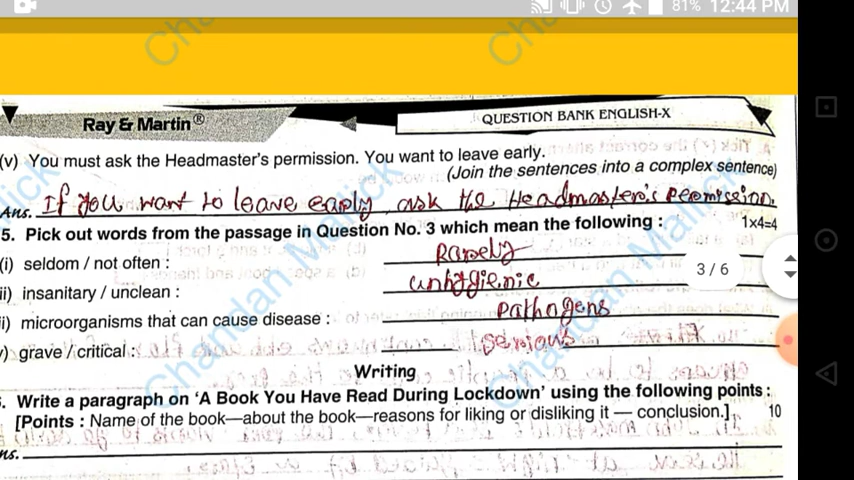 81% 12:44 PM
Ray & Martin® QUESTION BANK ENGLISH-X
(v) You must ask the Headmaster's permission. You want to leave early.
(Join the sentences into a complex sentence)
Ans. If you want to leave early, ask the Headmaster's Permission.
5. Pick out words from the passage in Question No. 3 which mean the following : 1×4=4
(i) seldom / not often : Rarely
ii) insanitary / unclean : unhygienic
i) microorganisms that can cause disease : Pathogens
) grave / critical : serious
3 / 6
Writing
. Write a paragraph on 'A Book You Have Read During Lockdown' using the following points :
[Points : Name of the book—about the book—reasons for liking or disliking it — conclusion.] 10
ns.
Chandan Mallick